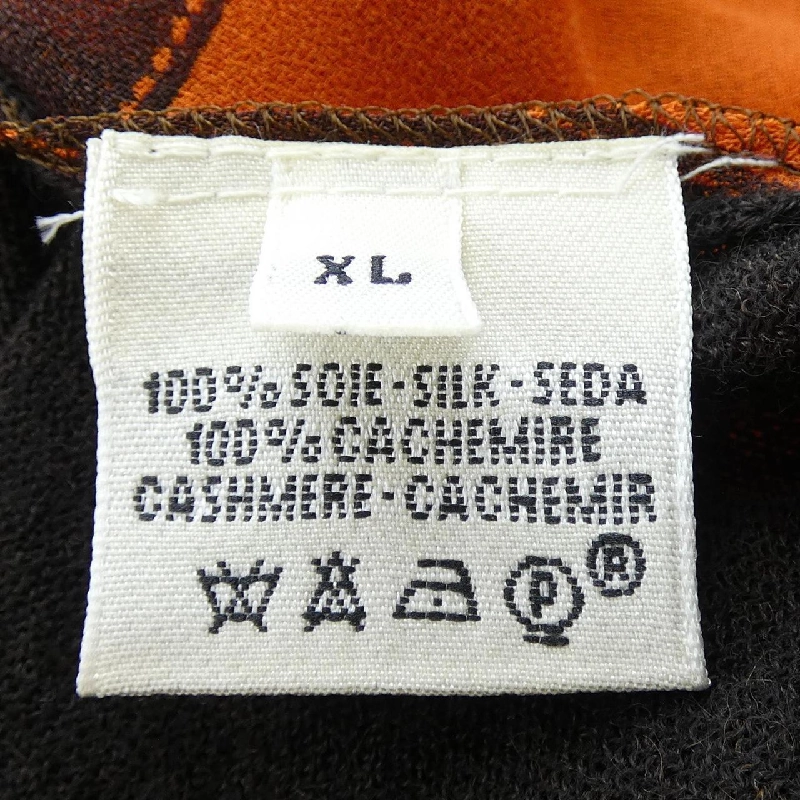 XL
100% SOIE - SILK - SEDA
100% CACHEMIRE
CASHMERE - CACHEMIR
P ®